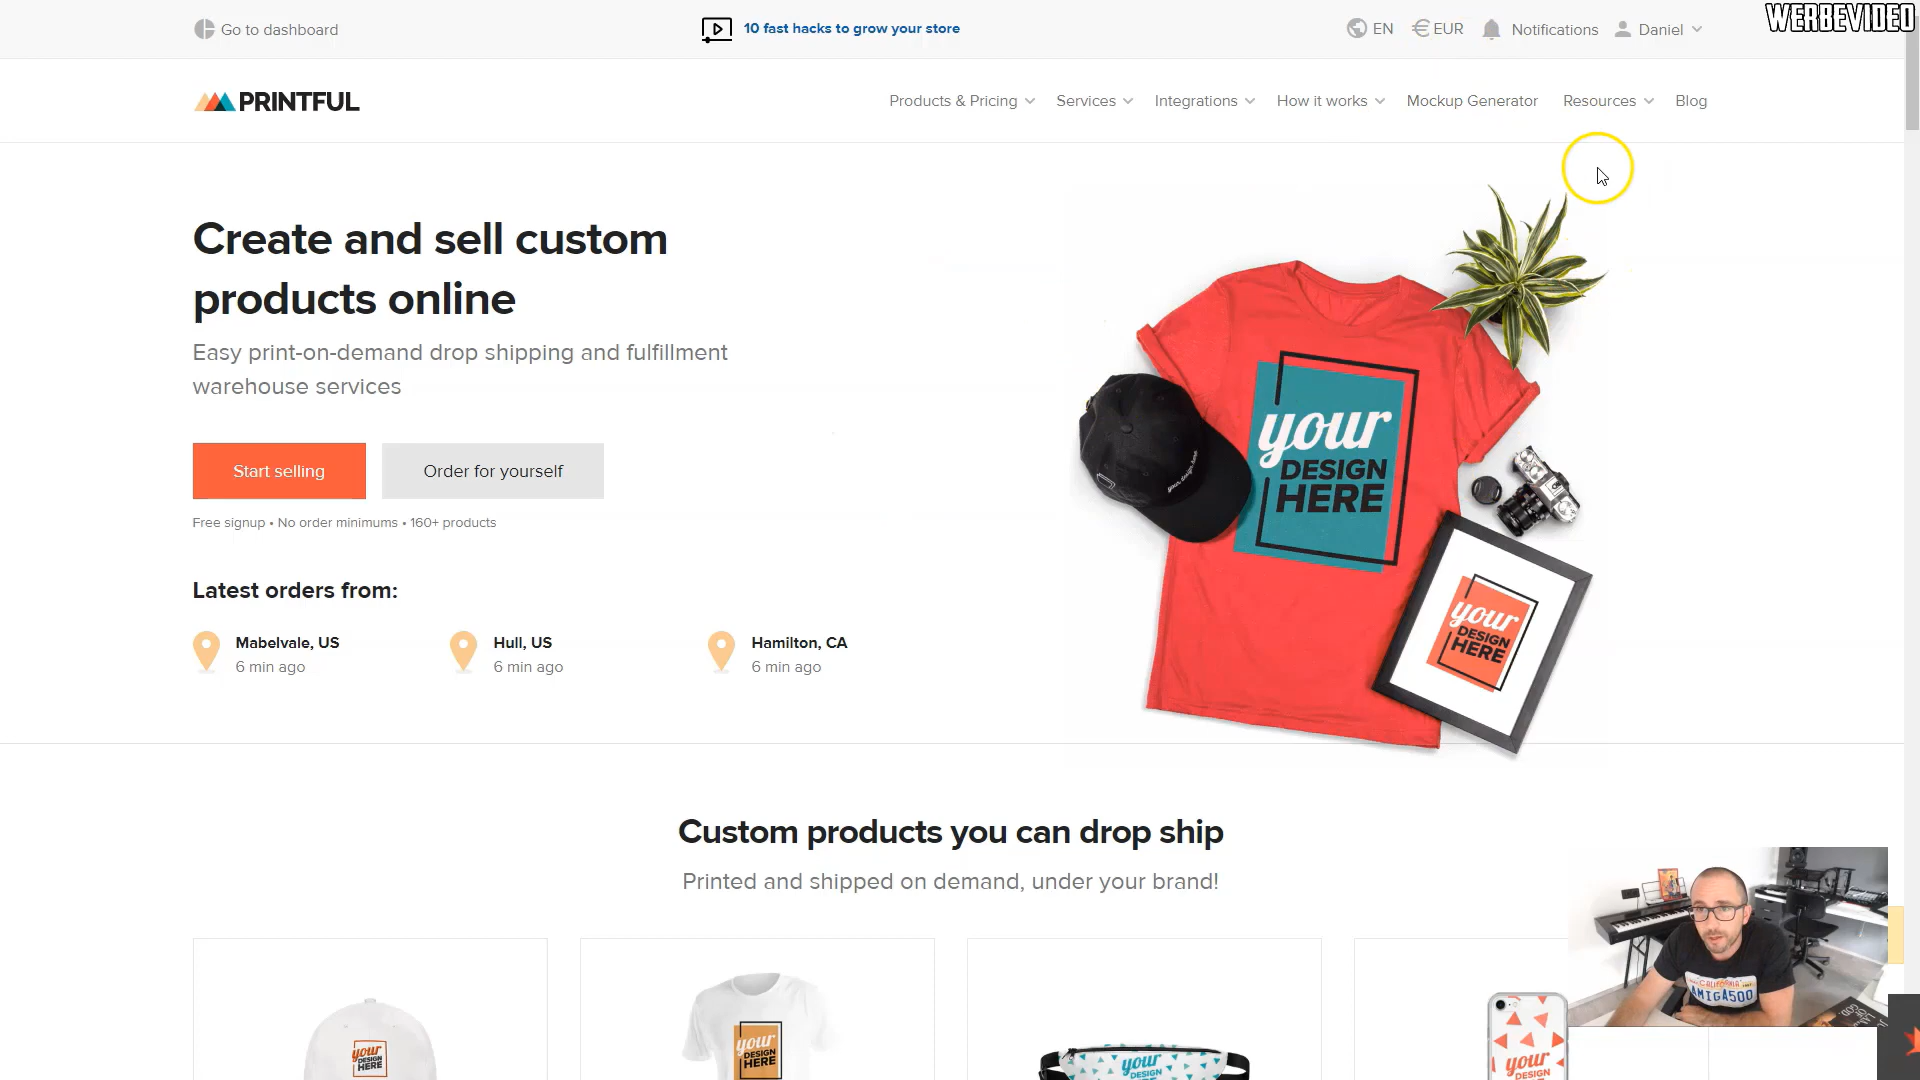 WERBEVIDEO
Go to dashboard
10 fast hacks to grow your store
EN
EUR
Notifications
Daniel
PRINTFUL
Products & Pricing
Services
Integrations
How it works
Mockup Generator
Resources
Blog
Create and sell custom
products online
Easy print-on-demand drop shipping and fulfillment
warehouse services
Start selling
Order for yourself
Free signup • No order minimums • 160+ products
your
DESIGN
HERE
your design here
your
DESIGN
HERE
Latest orders from:
Mabelvale, US
6 min ago
Hull, US
6 min ago
Hamilton, CA
6 min ago
Custom products you can drop ship
Printed and shipped on demand, under your brand!
your
DESIGN
HERE
your
DESIGN
HERE
your
DESIGN
your
DESIGN
CALIFORNIA
AMIGA500